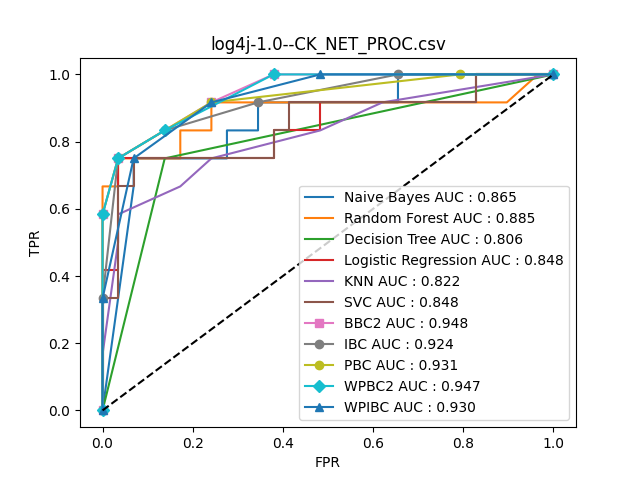 log4j-1.0--CK_NET_PROC.csv
TPR
1.0
0.8
0.6
0.4
0.2
0.0
Naive Bayes AUC : 0.865
Random Forest AUC : 0.885
Decision Tree AUC : 0.806
Logistic Regression AUC : 0.848
KNN AUC : 0.822
SVC AUC : 0.848
BBC2 AUC : 0.948
IBC AUC : 0.924
PBC AUC : 0.931
WPBC2 AUC : 0.947
WPIBC AUC : 0.930
0.0 0.2 0.4 0.6 0.8 1.0
FPR